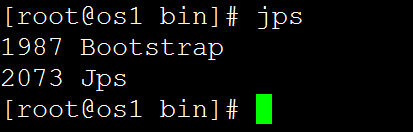 [root@os1 bin]# jps
1987 Bootstrap
2073 Jps
[root@os1 bin]#